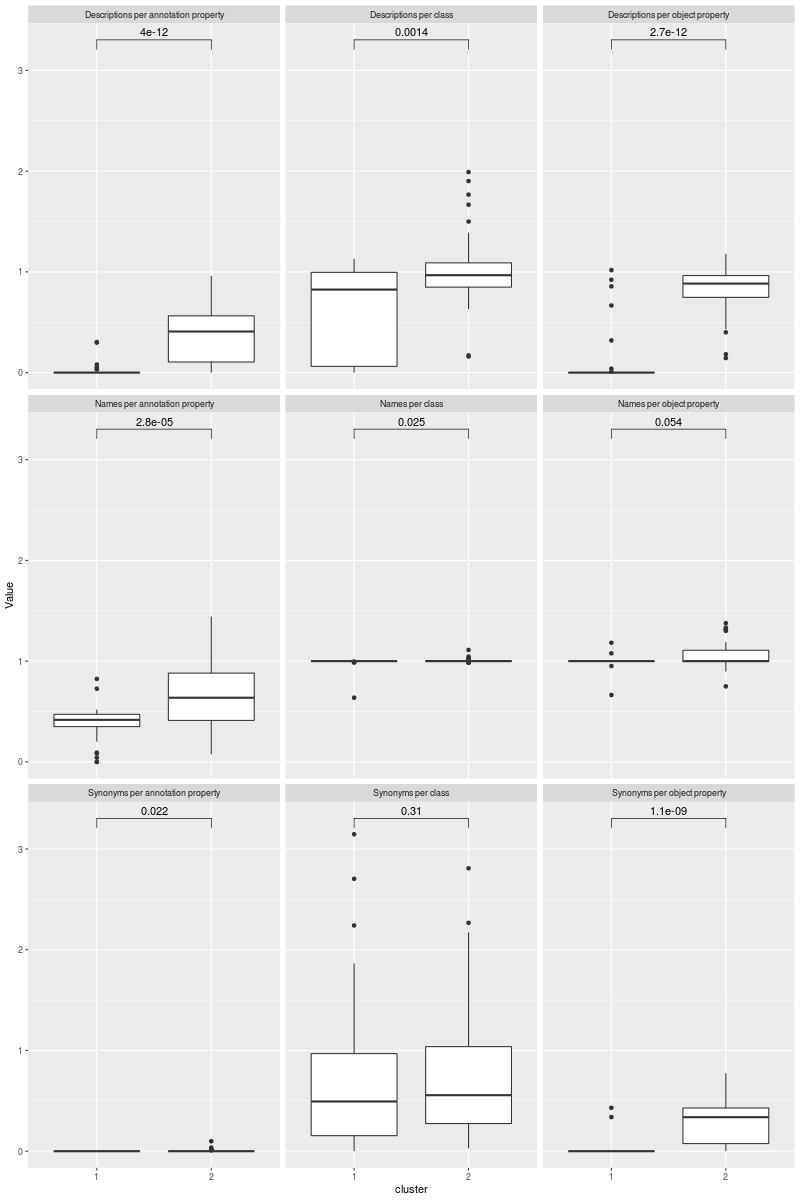 Descriptions per annotation property
Descriptions per class
Descriptions per object property
4e-12
0.0014
2.7e-12
3
2
1
0
Names per annotation property
Names per class
Names per object property
2.8e-05
0.025
0.054
3
2
1
0
Value
Synonyms per annotation property
Synonyms per class
Synonyms per object property
0.022
0.31
1.1e-09
3
2
1
0
1 2 1 2 1 2
cluster